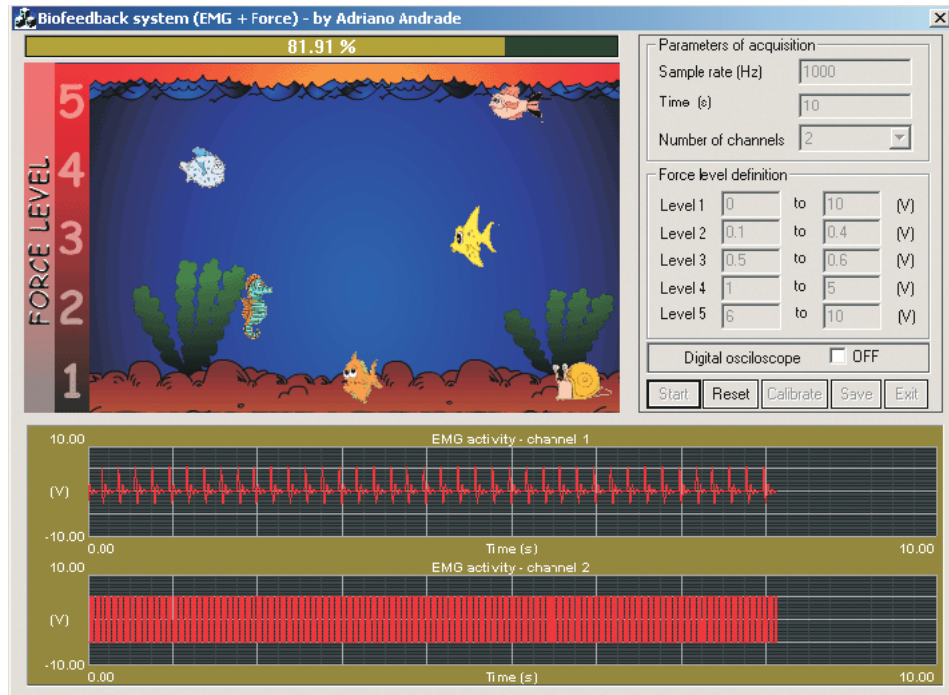 Biofeedback system (EMG + Force) - by Adriano Andrade
81.91 %
FORCE LEVEL
5
4
3
2
1
Parameters of acquisition
Sample rate (Hz) 1000
Time (s) 10
Number of channels 2
Force level definition
Level 1 0 to 10 (V)
Level 2 0.1 to 0.4 (V)
Level 3 0.5 to 0.6 (V)
Level 4 1 to 5 (V)
Level 5 6 to 10 (V)
Digital osciloscope OFF
Start Reset Calibrate Save Exit
EMG activity - channel 1
10.00
(V)
-10.00
0.00 Time (s) 10.00
EMG activity - channel 2
10.00
(V)
-10.00
0.00 Time (s) 10.00